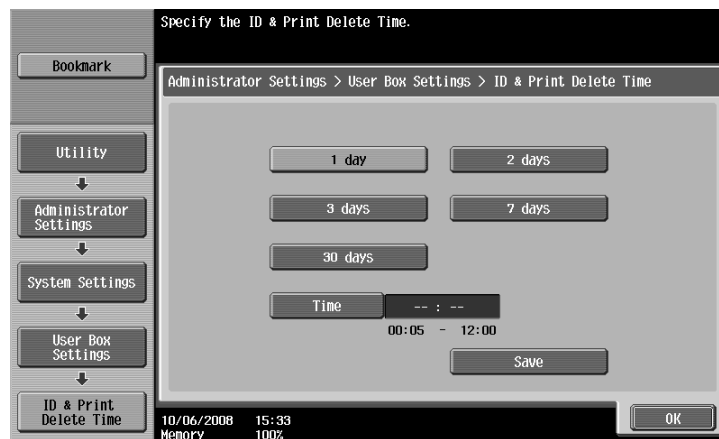 Specify the ID & Print Delete Time.
Bookmark
Administrator Settings > User Box Settings > ID & Print Delete Time
Utility
Administrator
Settings
System Settings
User Box
Settings
ID & Print
Delete Time
1 day
2 days
3 days
7 days
30 days
Time
-- : --
00:05 - 12:00
Save
OK
10/06/2008 15:33
Memory 100%